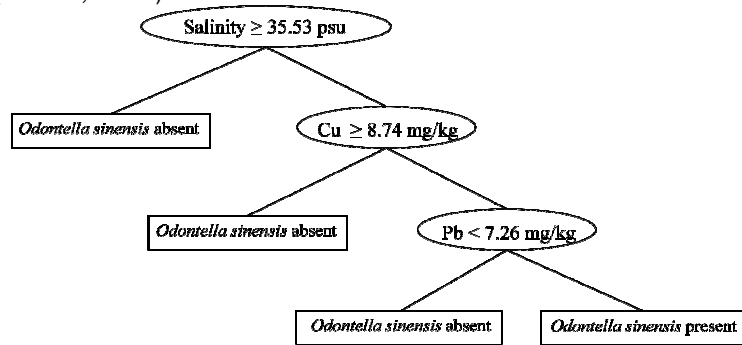 Salinity ≥ 35.53 psu
Odontella sinensis absent
Cu ≥ 8.74 mg/kg
Odontella sinensis absent
Pb < 7.26 mg/kg
Odontella sinensis absent
Odontella sinensis present